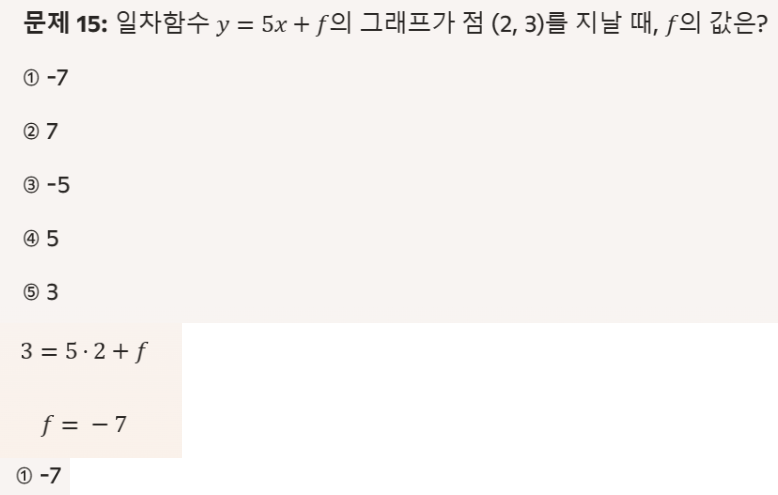 문제 15: 일차함수 y = 5x + f의 그래프가 점 (2, 3)를 지날 때, f의 값은?
① -7
② 7
③ -5
④ 5
⑤ 3
3 = 5 · 2 + f
f = − 7
① -7